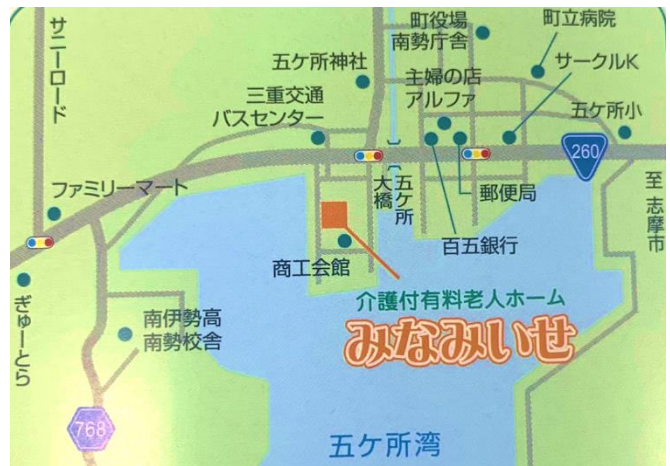 サニーロード
町役場
南勢庁舎
町立病院
五ケ所神社
主婦の店
アルファ
サークルK
三重交通
バスセンター
五ケ所小
260
ファミリーマート
五ケ所
大橋
郵便局
至 志摩市
百五銀行
商工会館
介護付有料老人ホーム
みなみいせ
ぎゅーとら
南伊勢高
南勢校舎
768
五ケ所湾